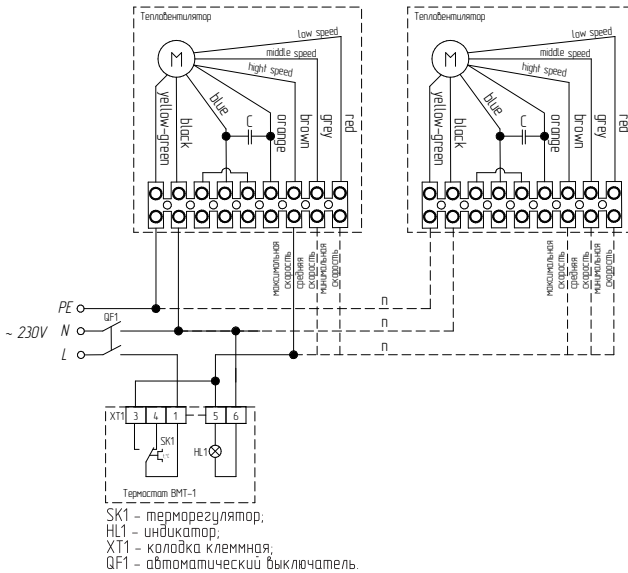 Тепловентилятор
Тепловентилятор
low speed
middle speed
hight speed
M
yellow-green
black
blue
C
orange
brown
grey
red
low speed
middle speed
hight speed
M
yellow-green
black
blue
C
orange
brown
grey
red
максимальная скорость
средняя скорость
минимальная скорость
максимальная скорость
средняя скорость
минимальная скорость
PE
n
~ 230V N
QF1
n
L
n
XT1 3 4 1 5 6
SK1
t°C
HL1
Термостат BMT-1
SK1 – терморегулятор;
HL1 – индикатор;
XT1 – колодка клеммная;
QF1 – автоматический выключатель.